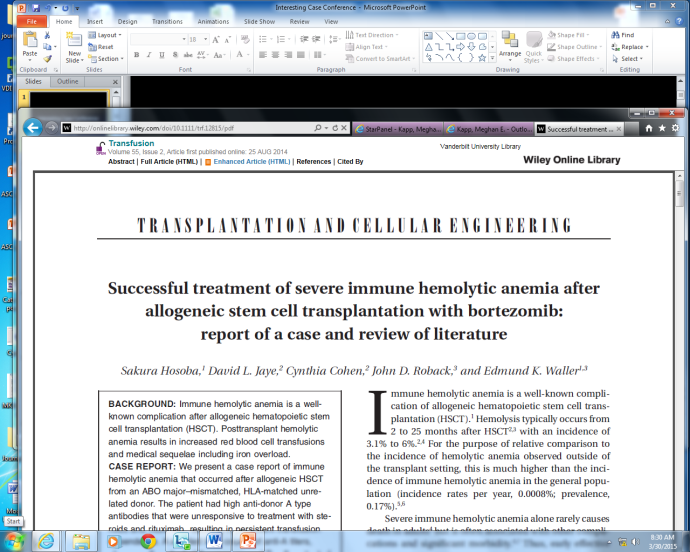 Interesting Case Conference - Microsoft PowerPoint
File Home Insert Design Transitions Animations Slide Show Review View
Paste
New Slide
Layout
Reset
Section
Text Direction
Align Text
Convert to SmartArt
Arrange
Quick Styles
Shape Fill
Shape Outline
Shape Effects
Find
Replace
Select
Clipboard Slides Font Paragraph Drawing Editing
Slides Outline
1
http://onlinelibrary.wiley.com/doi/10.1111/trf.12815/pdf
StarPanel - Kapp, Megha...
Kapp, Meghan E. - Outlo...
Successful treatment ...
Transfusion
Volume 55, Issue 2, Article first published online: 25 AUG 2014
Abstract | Full Article (HTML) | Enhanced Article (HTML) | References | Cited By
Vanderbilt University Library
Wiley Online Library
TRANSPLANTATION AND CELLULAR ENGINEERING
Successful treatment of severe immune hemolytic anemia after
allogeneic stem cell transplantation with bortezomib:
report of a case and review of literature
Sakura Hosoba,1 David L. Jaye,2 Cynthia Cohen,2 John D. Roback,3 and Edmund K. Waller1,3
BACKGROUND: Immune hemolytic anemia is a well-
known complication after allogeneic hematopoietic stem
cell transplantation (HSCT). Posttransplant hemolytic
anemia results in increased red blood cell transfusions
and medical sequelae including iron overload.
CASE REPORT: We present a case report of immune
hemolytic anemia that occurred after allogeneic HSCT
from an ABO major–mismatched, HLA-matched unre-
lated donor. The patient had high anti-donor A type
antibodies that were unresponsive to treatment with ste-
roids and rituximab, resulting in persistent transfusion
Immune hemolytic anemia is a well-known compli-
cation of allogeneic hematopoietic stem cell trans-
plantation (HSCT).1 Hemolysis typically occurs from
2 to 25 months after HSCT2,3 with an incidence of
3.1% to 6%.2,4 For the purpose of relative comparison to
the incidence of hemolytic anemia observed outside of
the transplant setting, this is much higher than the inci-
dence of immune hemolytic anemia in the general popu-
lation (incidence rates per year, 0.0008%; prevalence,
0.17%).5,6
Severe immune hemolytic anemia alone rarely causes
Start
8:30 AM
3/30/2015